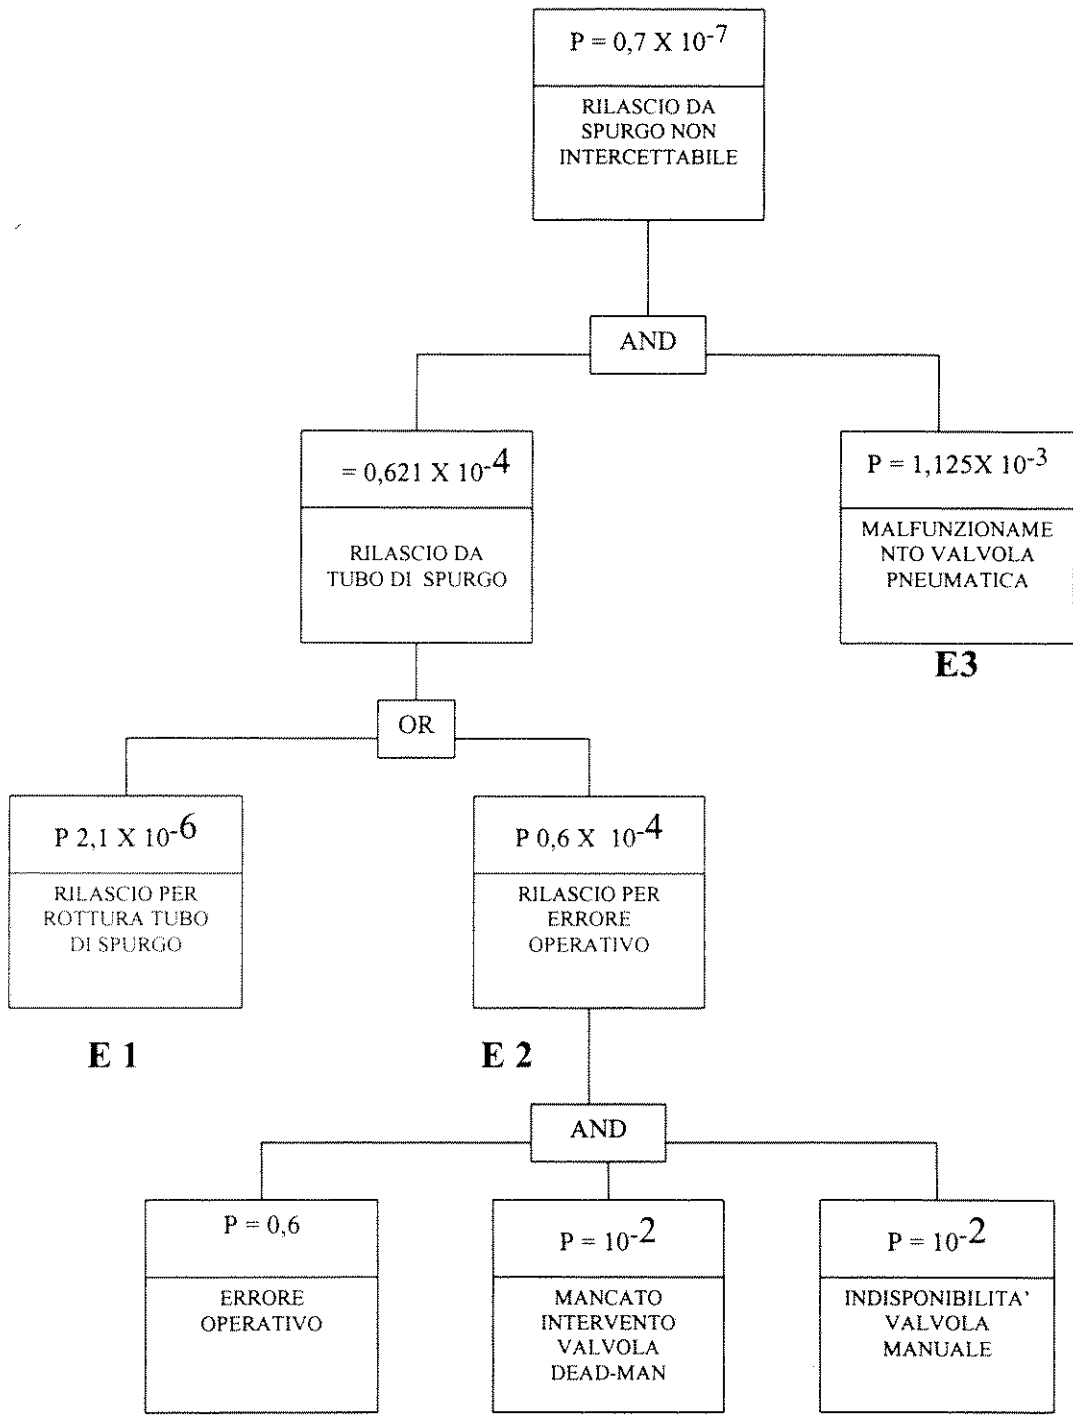 P = 0,7 X 10-7
RILASCIO DA
SPURGO NON
INTERCETTABILE
AND
= 0,621 X 10-4
RILASCIO DA
TUBO DI SPURGO
P = 1,125X 10-3
MALFUNZIONAME
NTO VALVOLA
PNEUMATICA
E3
OR
P 2,1 X 10-6
RILASCIO PER
ROTTURA TUBO
DI SPURGO
E 1
P 0,6 X 10-4
RILASCIO PER
ERRORE
OPERATIVO
E 2
AND
P = 0,6
ERRORE
OPERATIVO
P = 10-2
MANCATO
INTERVENTO
VALVOLA
DEAD-MAN
P = 10-2
INDISPONIBILITA'
VALVOLA
MANUALE